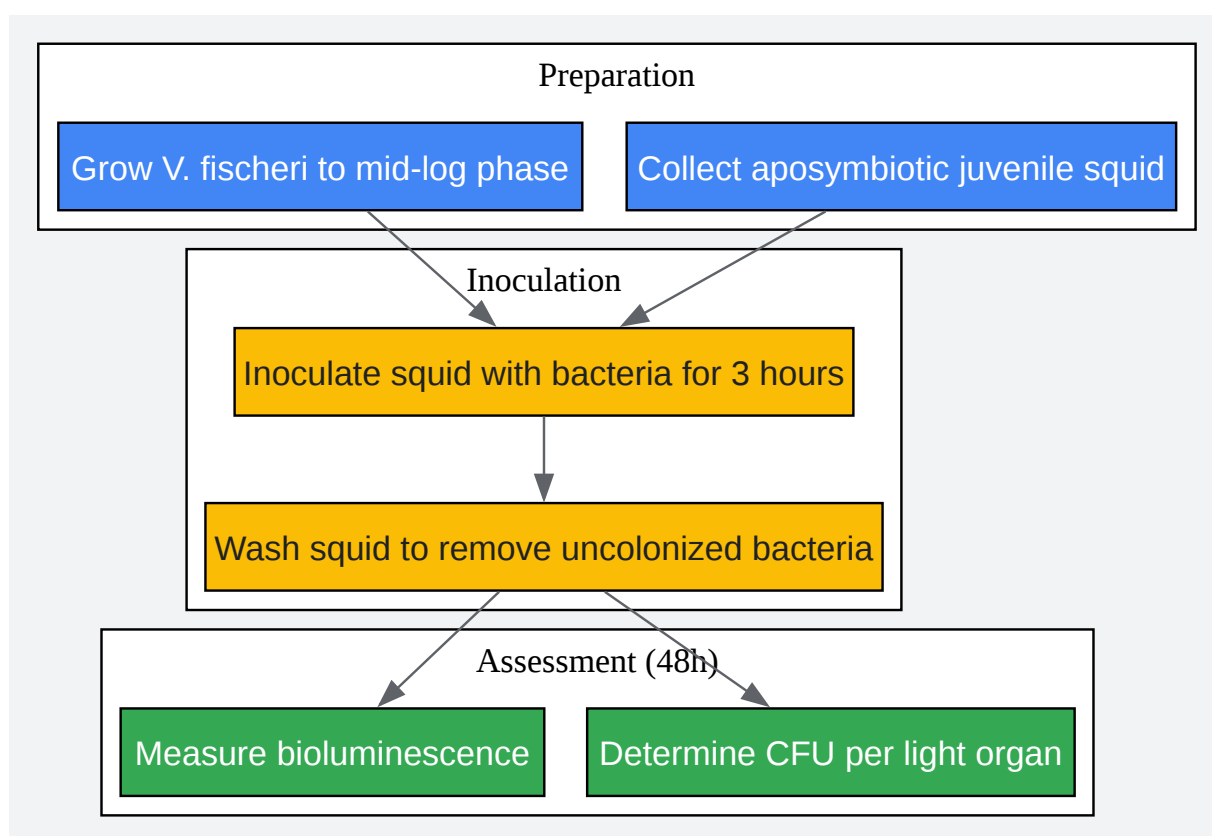 Preparation
Grow V. fischeri to mid-log phase
Collect aposymbiotic juvenile squid
Inoculation
Inoculate squid with bacteria for 3 hours
Wash squid to remove uncolonized bacteria
Assessment (48h)
Measure bioluminescence
Determine CFU per light organ